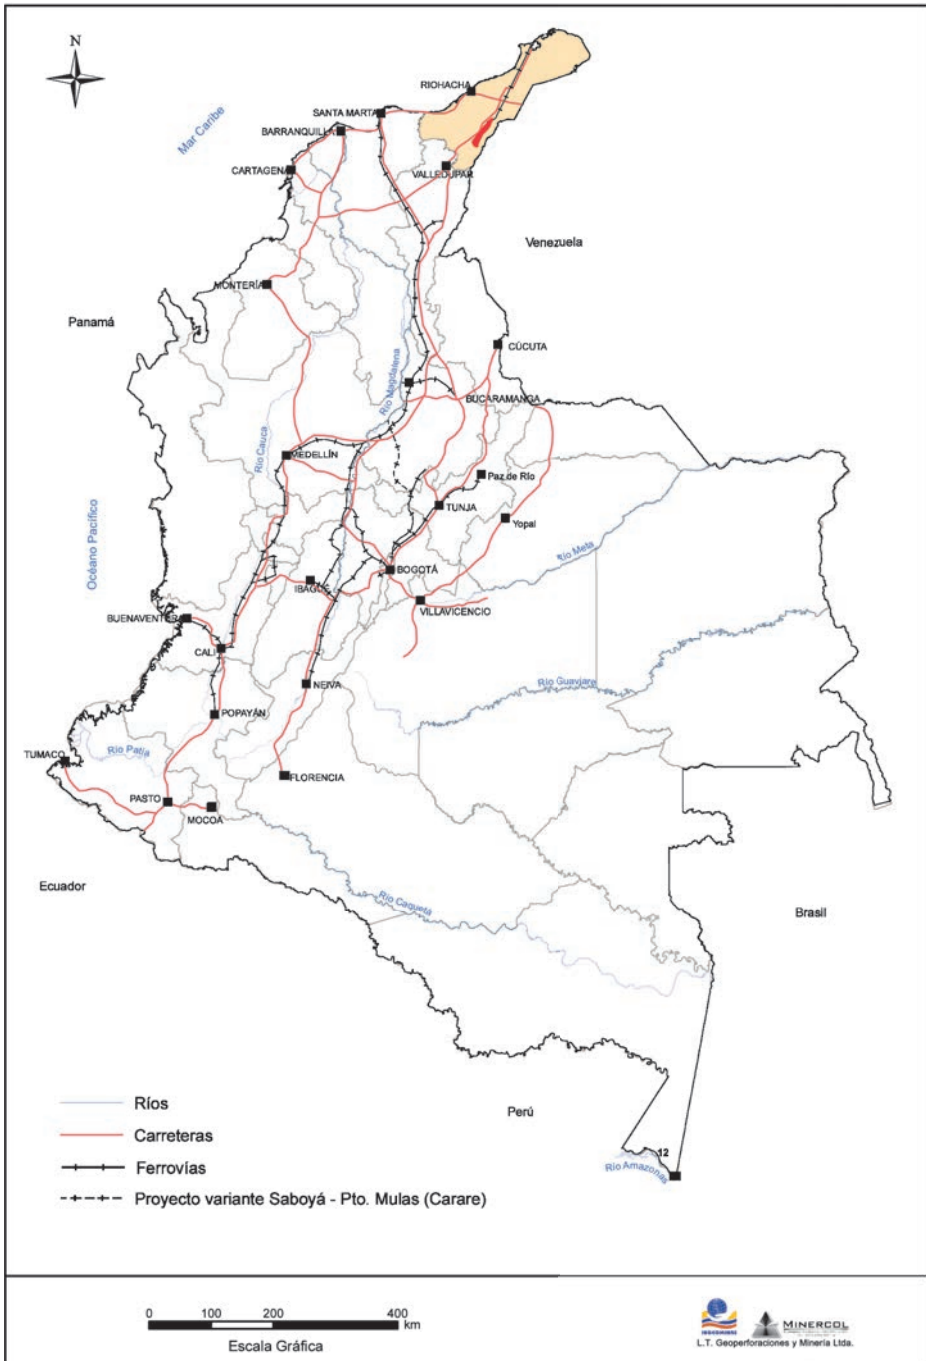 N
RIOHACHA
SANTA MARTA
Mar Caribe
BARRANQUILLA
CARTAGENA
VALLEDUPAR
Venezuela
MONTERÍA
Panamá
CÚCUTA
Río Magdalena
BUCARAMANGA
Río Cauca
MEDELLÍN
Paz de Río
TUNJA
Yopal
Océano Pacífico
Río Meta
BOGOTÁ
IBAGUÉ
VILLAVICENCIO
BUENAVENTURA
CALI
NEIVA
Río Guaviare
POPAYÁN
Río Patía
TUMACO
FLORENCIA
PASTO
MOCOA
Ecuador
Río Caquetá
Brasil
Perú
Ríos
Carreteras
12
Río Amazonas
Ferrovías
Proyecto variante Saboyá - Pto. Mulas (Carare)
0 100 200 400
km
Escala Gráfica
INGEOMINAS
MINERCOL
L.T. Geoperforaciones y Minería Ltda.